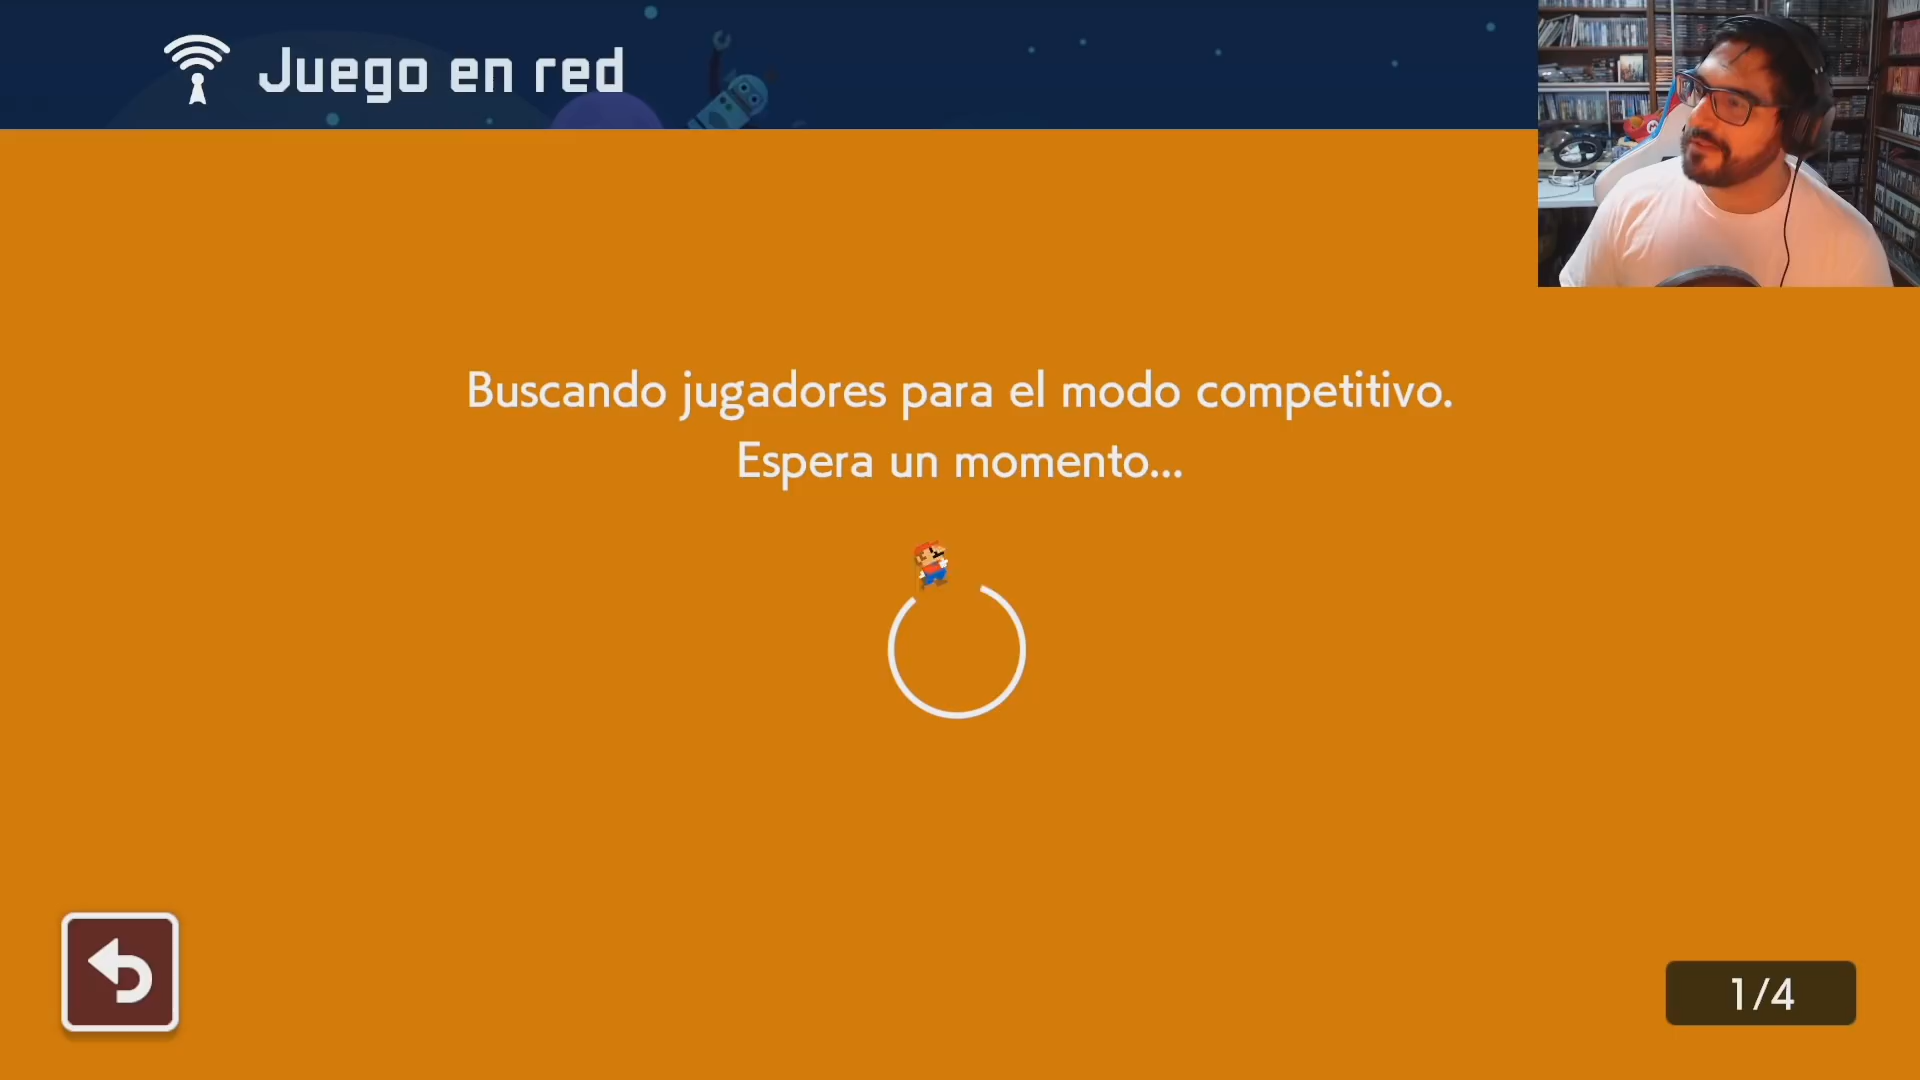 Juego en red
Buscando jugadores para el modo competitivo.
Espera un momento...
1/4